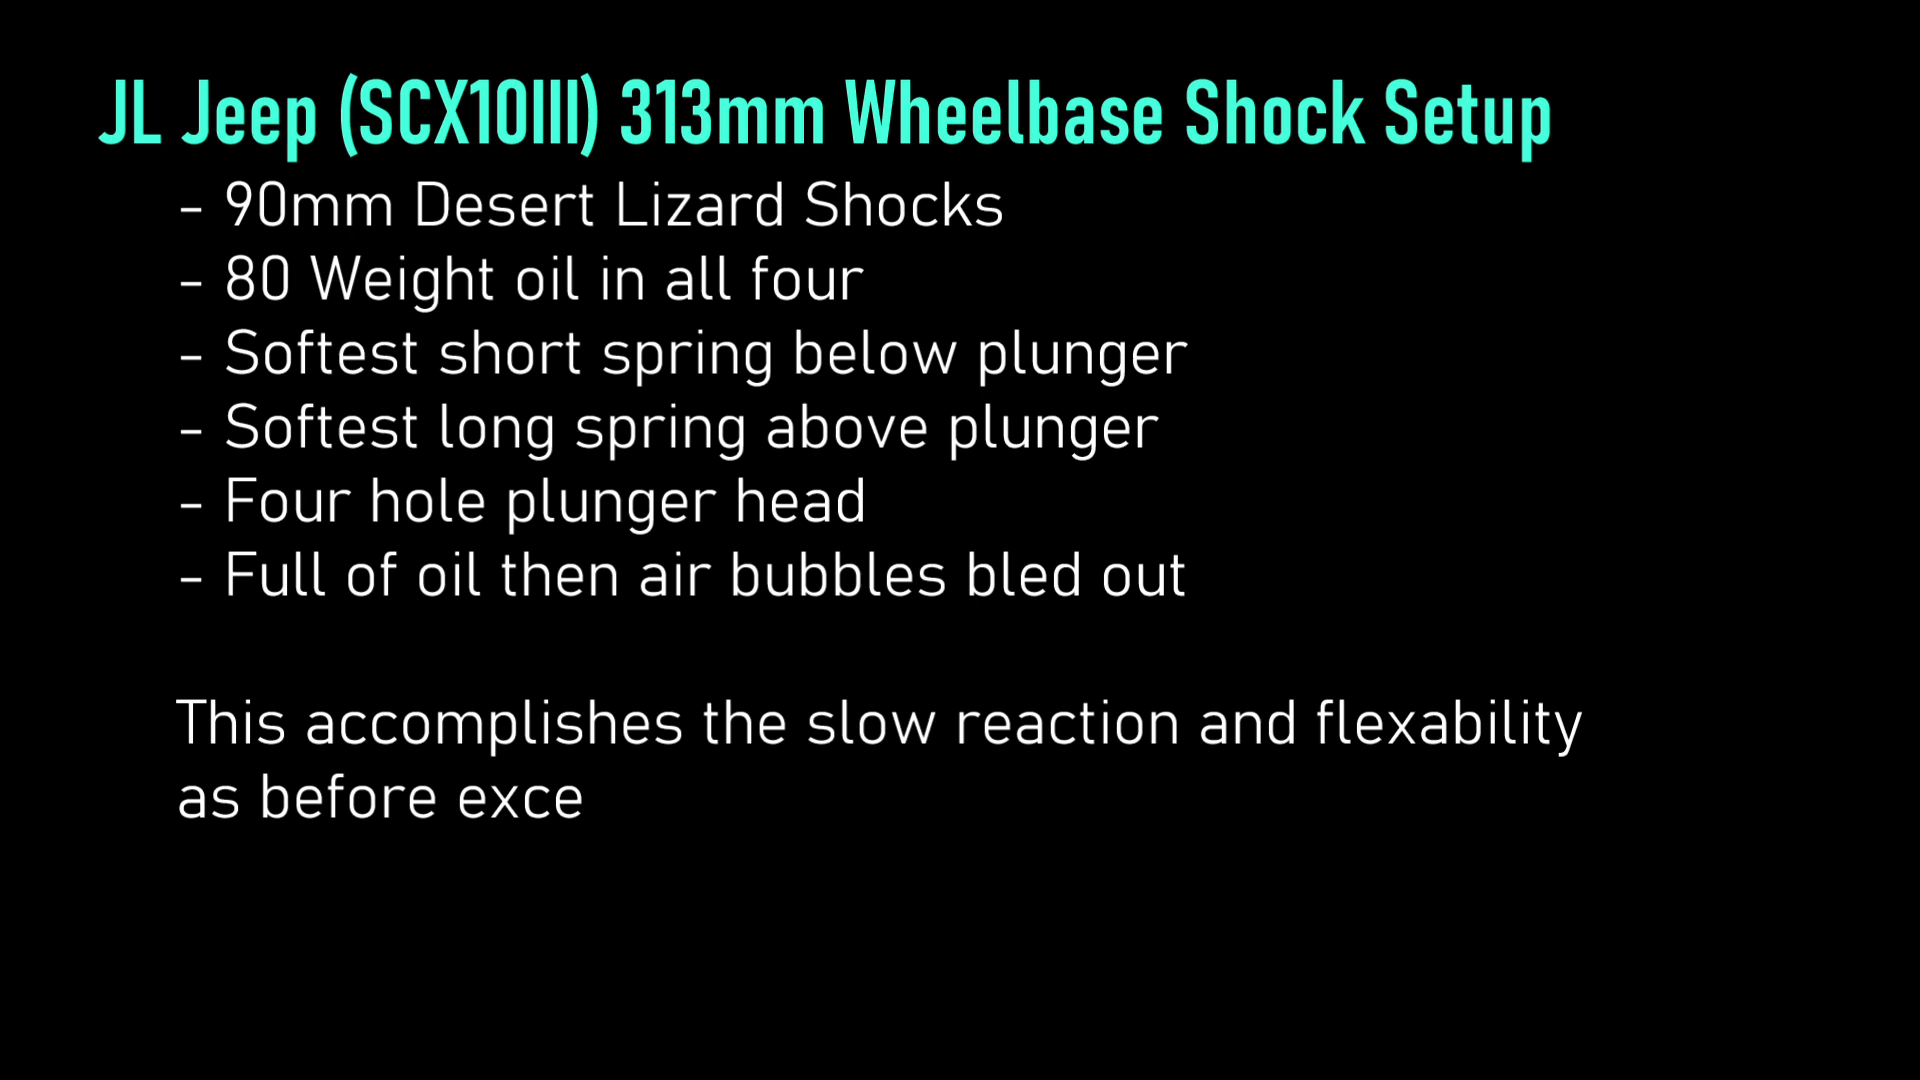 JL Jeep (SCX10III) 313mm Wheelbase Shock Setup
- 90mm Desert Lizard Shocks
- 80 Weight oil in all four
- Softest short spring below plunger
- Softest long spring above plunger
- Four hole plunger head
- Full of oil then air bubbles bled out
This accomplishes the slow reaction and flexability
as before exce